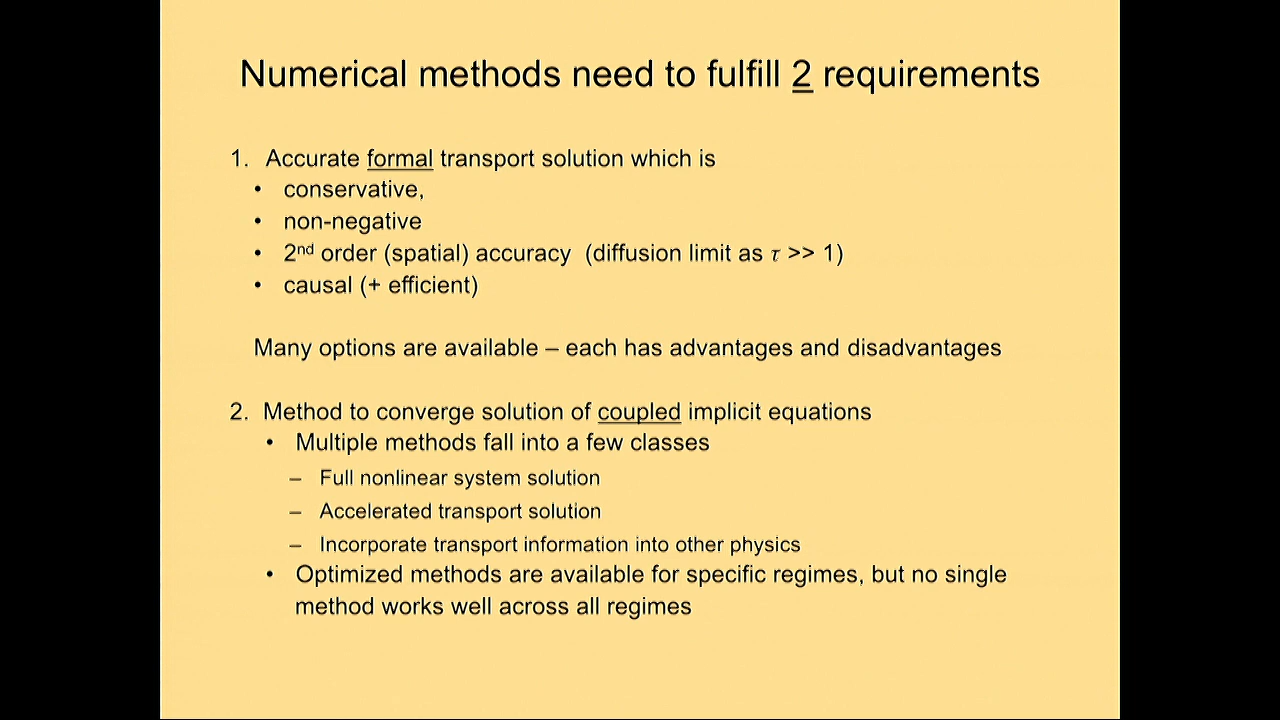 Numerical methods need to fulfill 2 requirements
1. Accurate formal transport solution which is
• conservative,
• non-negative
• 2nd order (spatial) accuracy (diffusion limit as τ >> 1)
• causal (+ efficient)
Many options are available – each has advantages and disadvantages
2. Method to converge solution of coupled implicit equations
• Multiple methods fall into a few classes
– Full nonlinear system solution
– Accelerated transport solution
– Incorporate transport information into other physics
• Optimized methods are available for specific regimes, but no single
method works well across all regimes